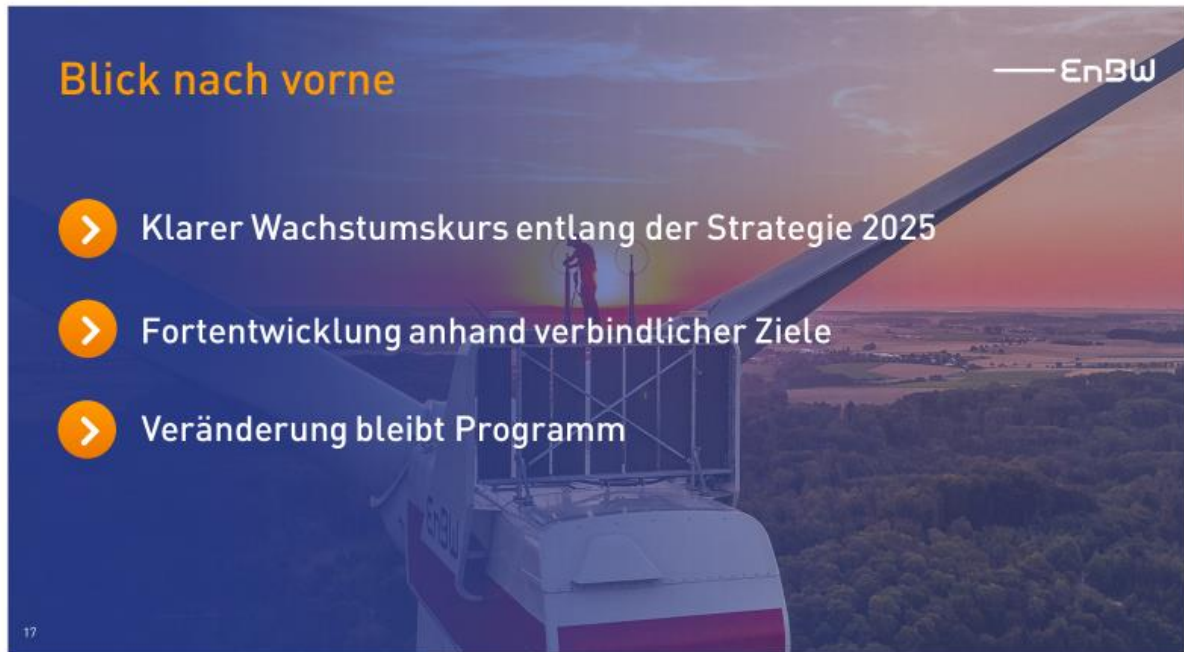 Blick nach vorne
EnBW
Klarer Wachstumskurs entlang der Strategie 2025
Fortentwicklung anhand verbindlicher Ziele
Veränderung bleibt Programm
EnBW
17